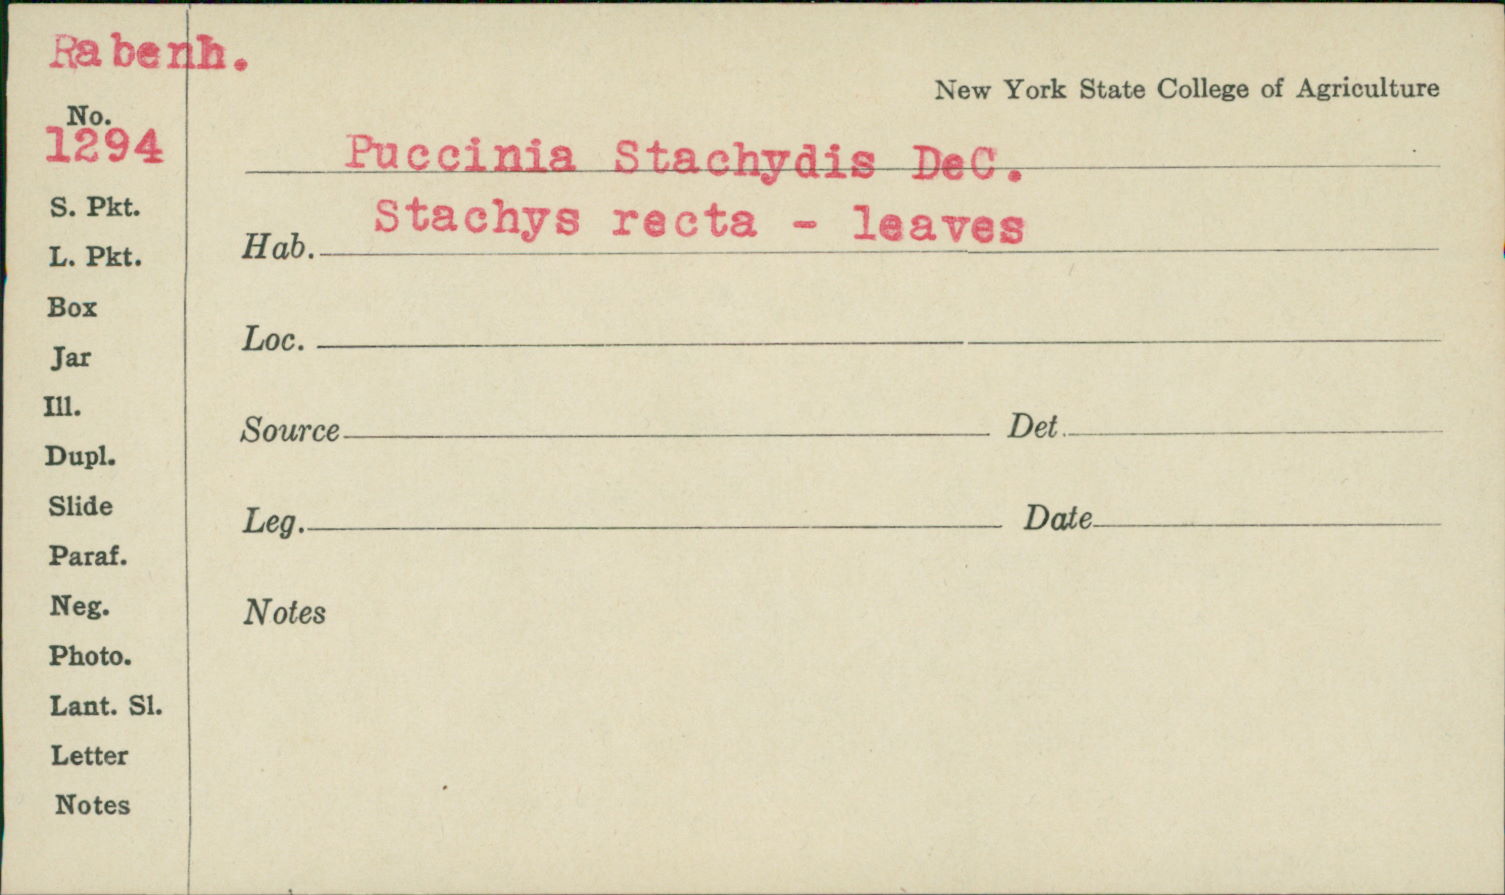 Rabenh.
New York State College of Agriculture
No.
1294
Puccinia Stachydis DeC.
Stachys recta - leaves
Hab.
S. Pkt.
L. Pkt.
Box
Jar
Ill.
Dupl.
Slide
Paraf.
Neg.
Photo.
Lant. Sl.
Letter
Notes
Loc.
Source Det.
Leg. Date
Notes